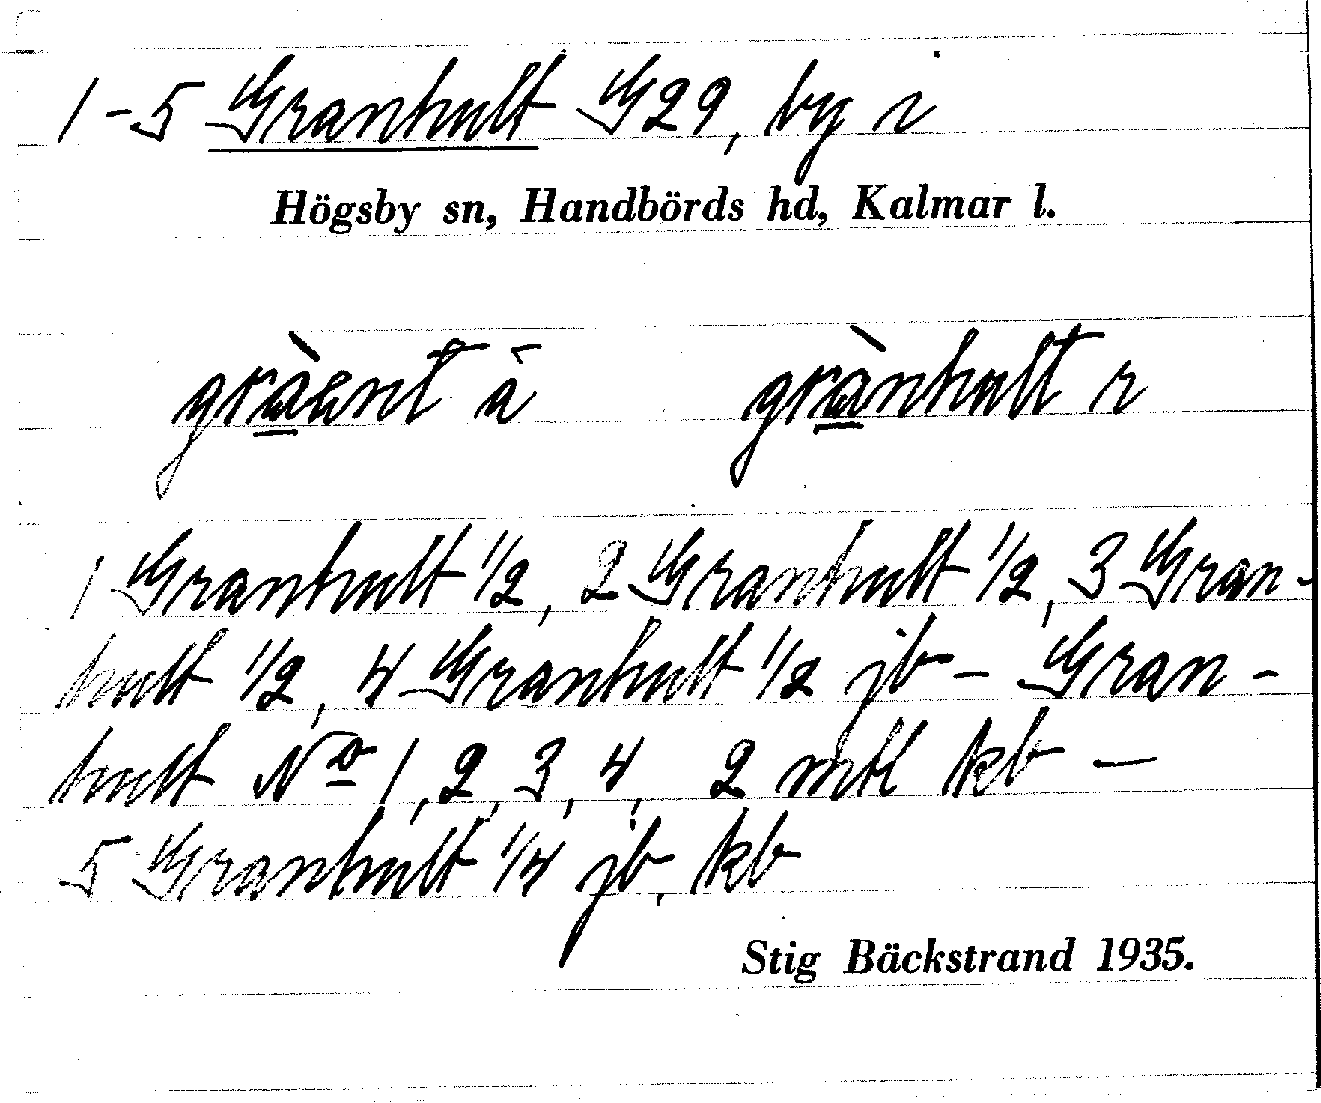 1-5 Granhult G29, by i
Högsby sn, Handbörds hd, Kalmar l.
ä grànhult r
1 Granhult 1/2, 2 Granhult 1/2, 3 Gran-
hult 1/2, 4 Granhult 1/2 jb - Gran-
hult No 1, 2, 3, 4, 2 mtl kb —
5 Granhult 1/4 jb, kb
Stig Bäckstrand 1935.